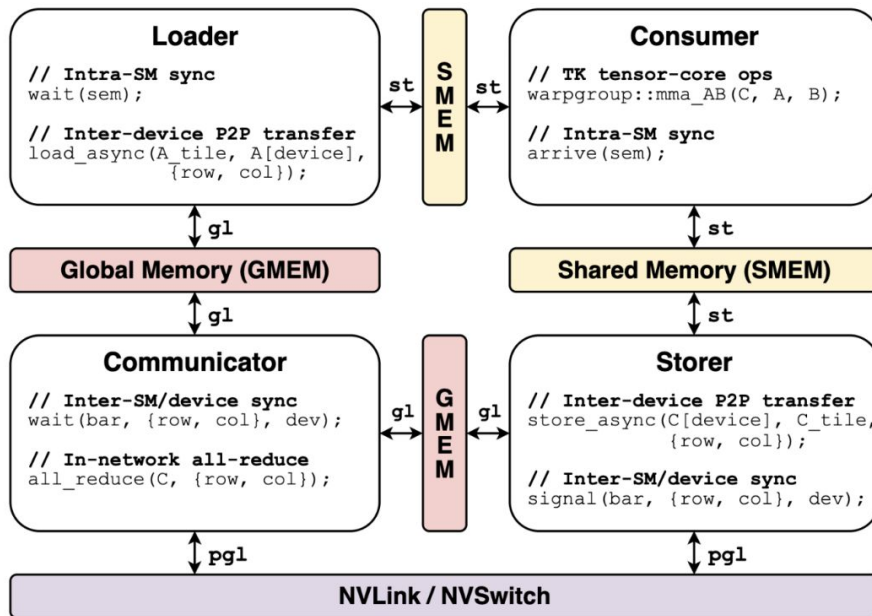 Loader
// Intra-SM sync
wait(sem);
// Inter-device P2P transfer
load_async(A_tile, A[device],
{row, col});
st
SMEM
st
Consumer
// TK tensor-core ops
warpgroup::mma_AB(C, A, B);
// Intra-SM sync
arrive(sem);
gl
st
Global Memory (GMEM)
Shared Memory (SMEM)
gl
st
Communicator
// Inter-SM/device sync
wait(bar, {row, col}, dev);
// In-network all-reduce
all_reduce(C, {row, col});
gl
GMEM
gl
Storer
// Inter-device P2P transfer
store_async(C[device], C_tile,
{row, col});
// Inter-SM/device sync
signal(bar, {row, col}, dev);
pgl
pgl
NVLink / NVSwitch